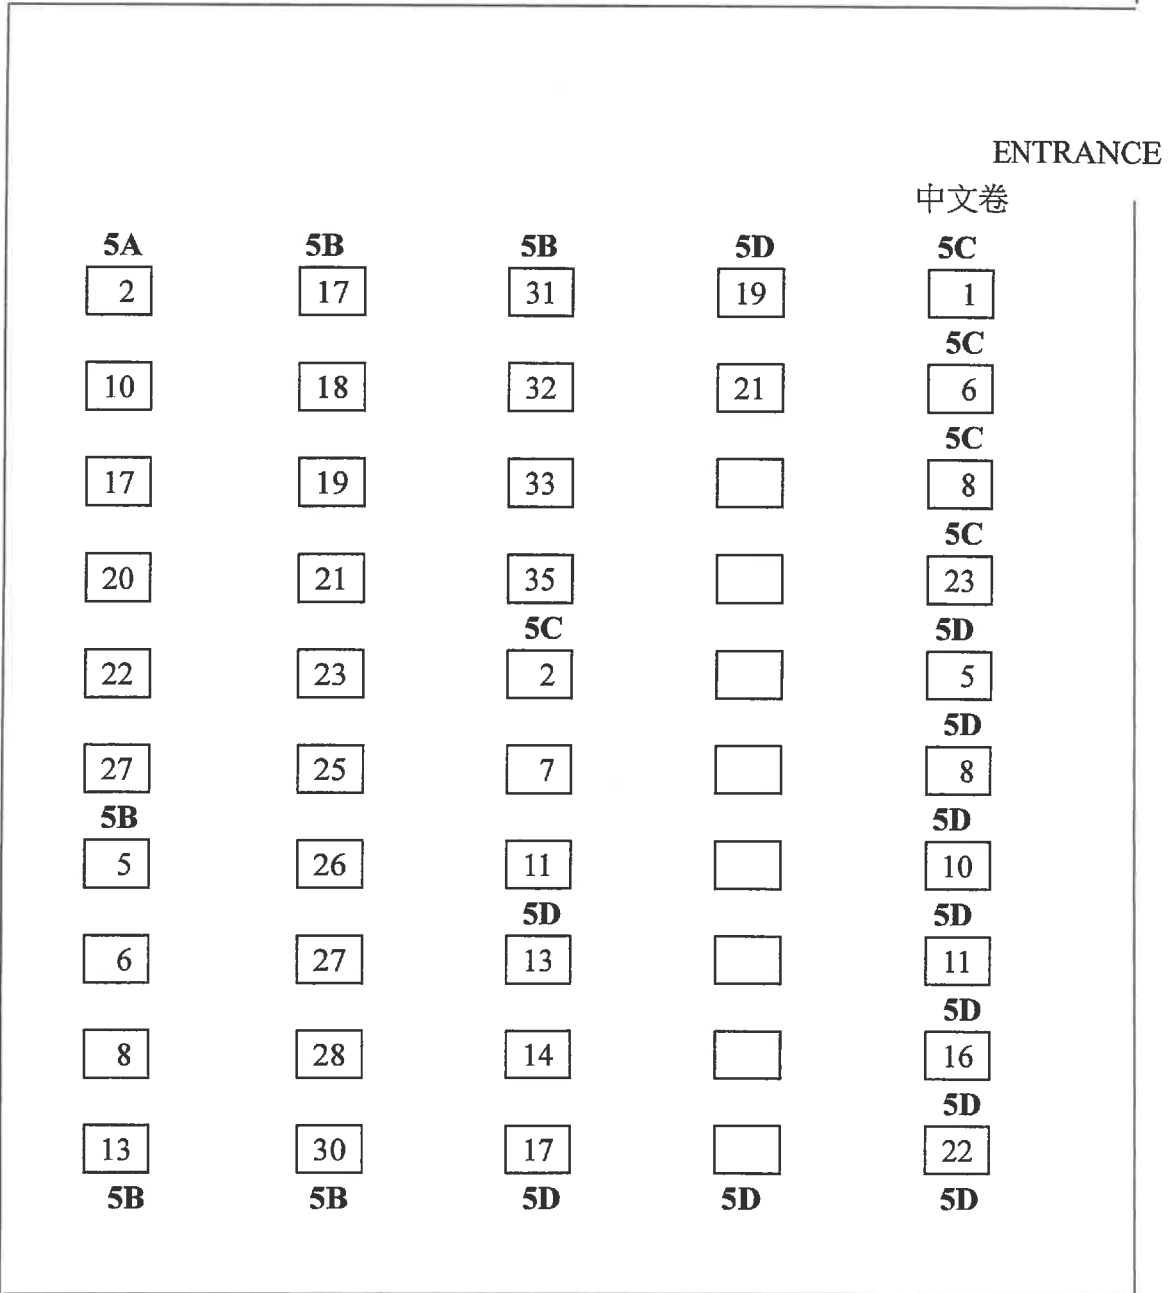 ENTRANCE
中文卷
5A 5B 5B 5D 5C
2 17 31 19 1
5C
10 18 32 21 6
5C
17 19 33 8
5C
20 21 35 23
5C 5D
22 23 2 5
5D
27 25 7 8
5B 5D
5 26 11 10
5D 5D
6 27 13 11
5D
8 28 14 16
5D
13 30 17 22
5B 5B 5D 5D 5D